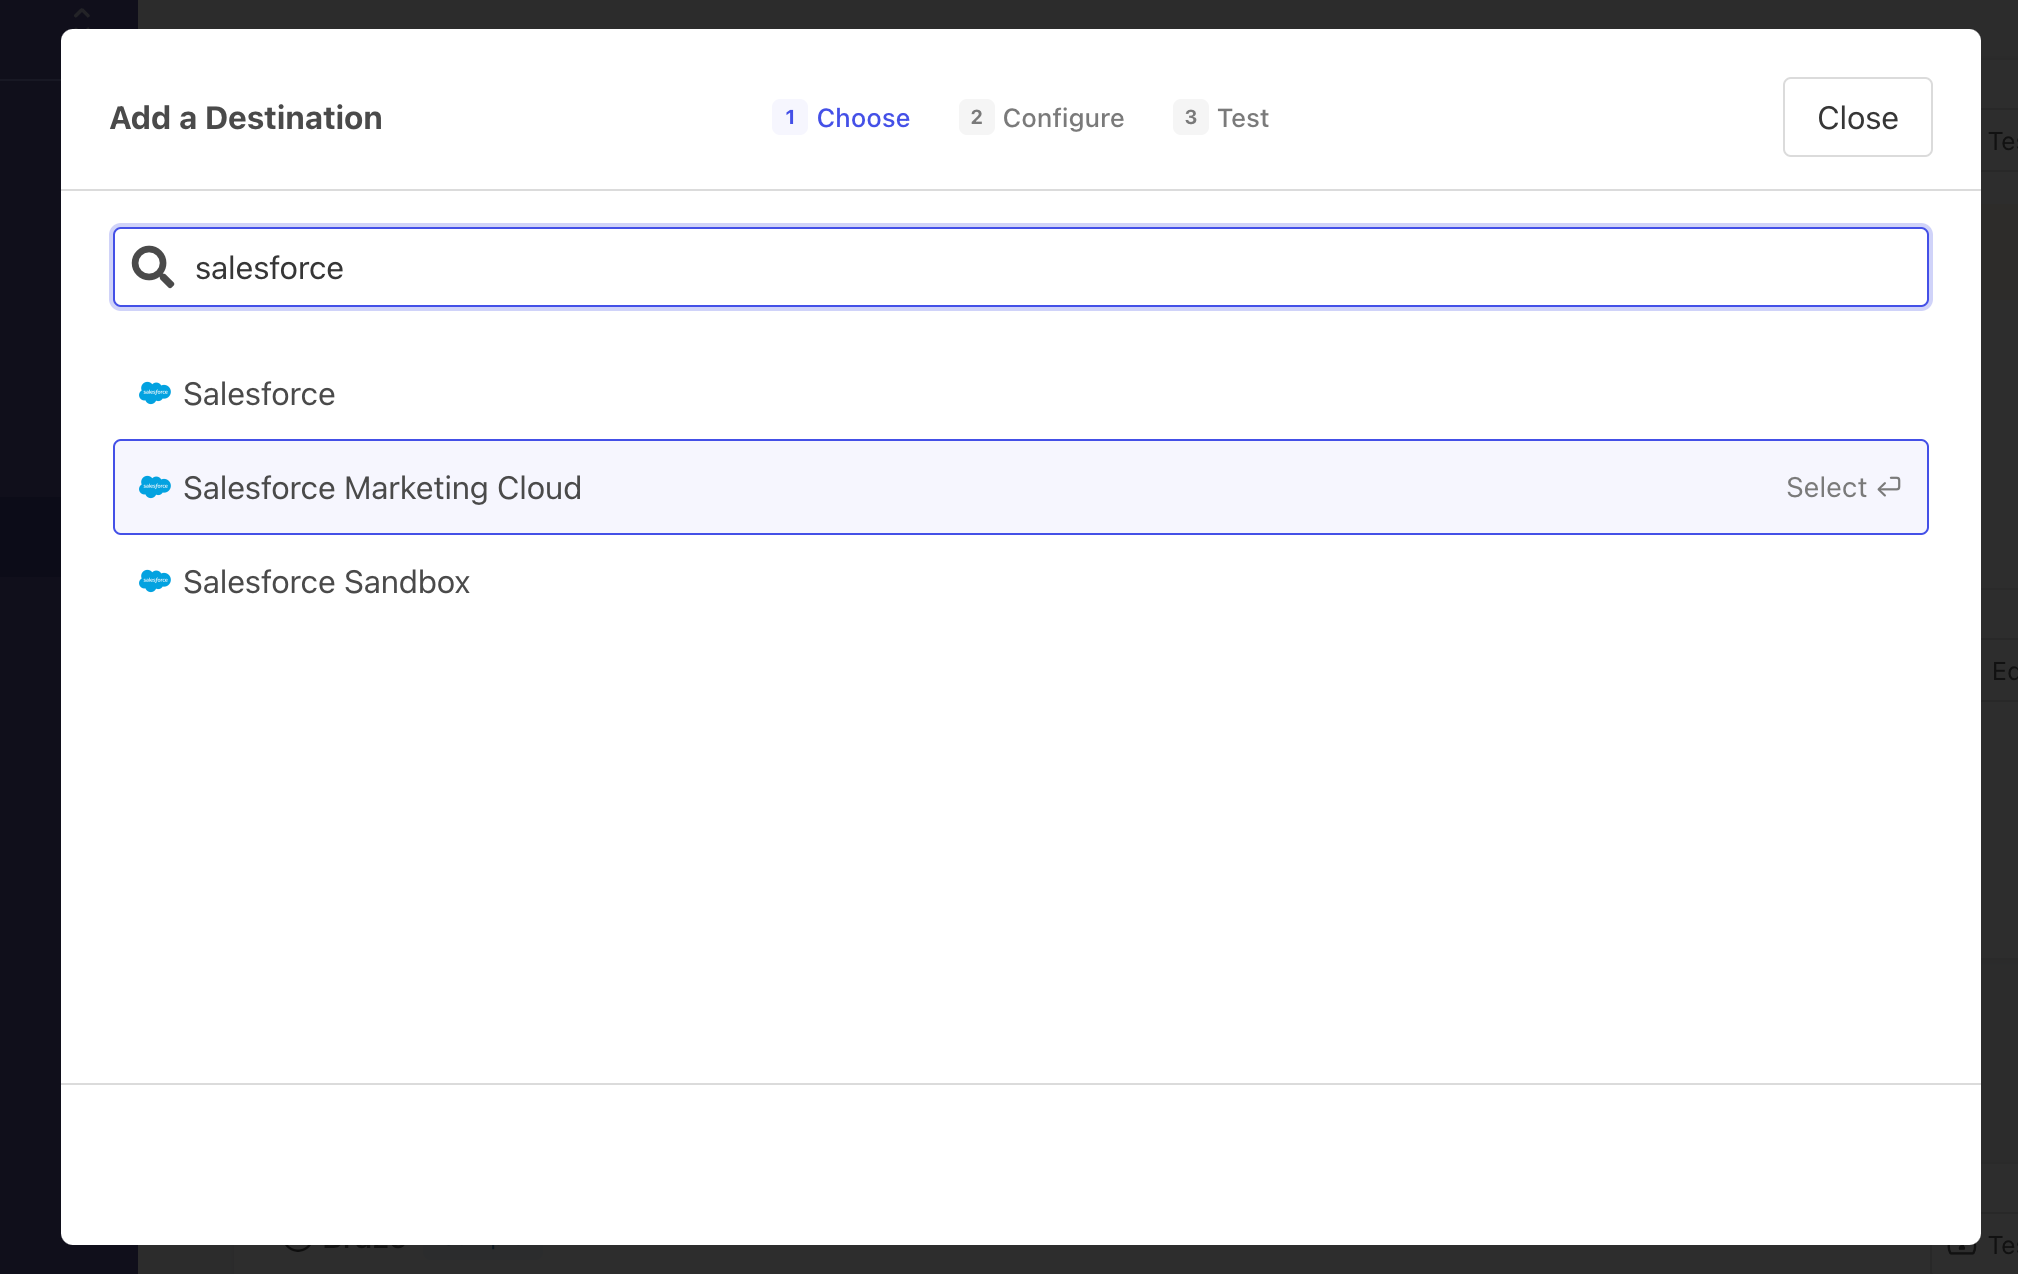 Add a Destination
1 Choose
2 Configure
3 Test
Close
salesforce
Salesforce
Salesforce Marketing Cloud
Select
Salesforce Sandbox